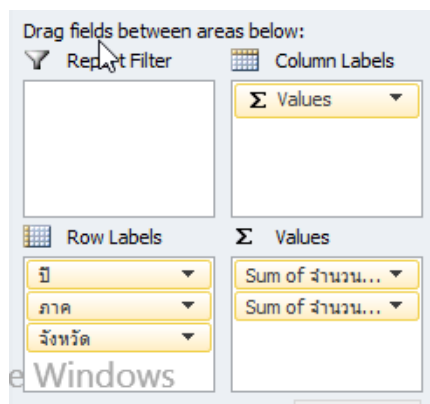 Drag fields between areas below:
Report Filter
Column Labels
Σ Values
Row Labels
Σ Values
ปี
ภาค
จังหวัด
Sum of จำนวน...
Sum of จำนวน...
e Windows